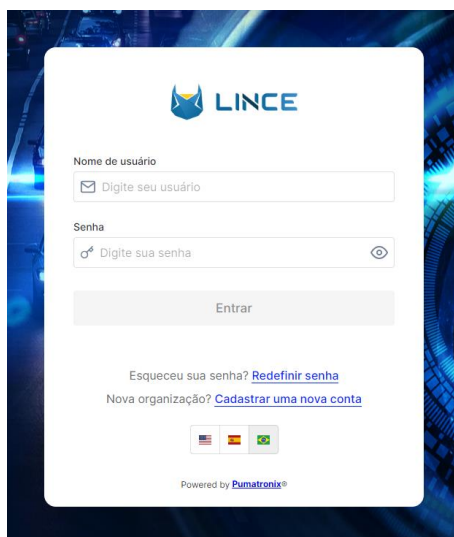 LINCE
Nome de usuário
Digite seu usuário
Senha
Digite sua senha
Entrar
Esqueceu sua senha? Redefinir senha
Nova organização? Cadastrar uma nova conta
Powered by Pumatronix®